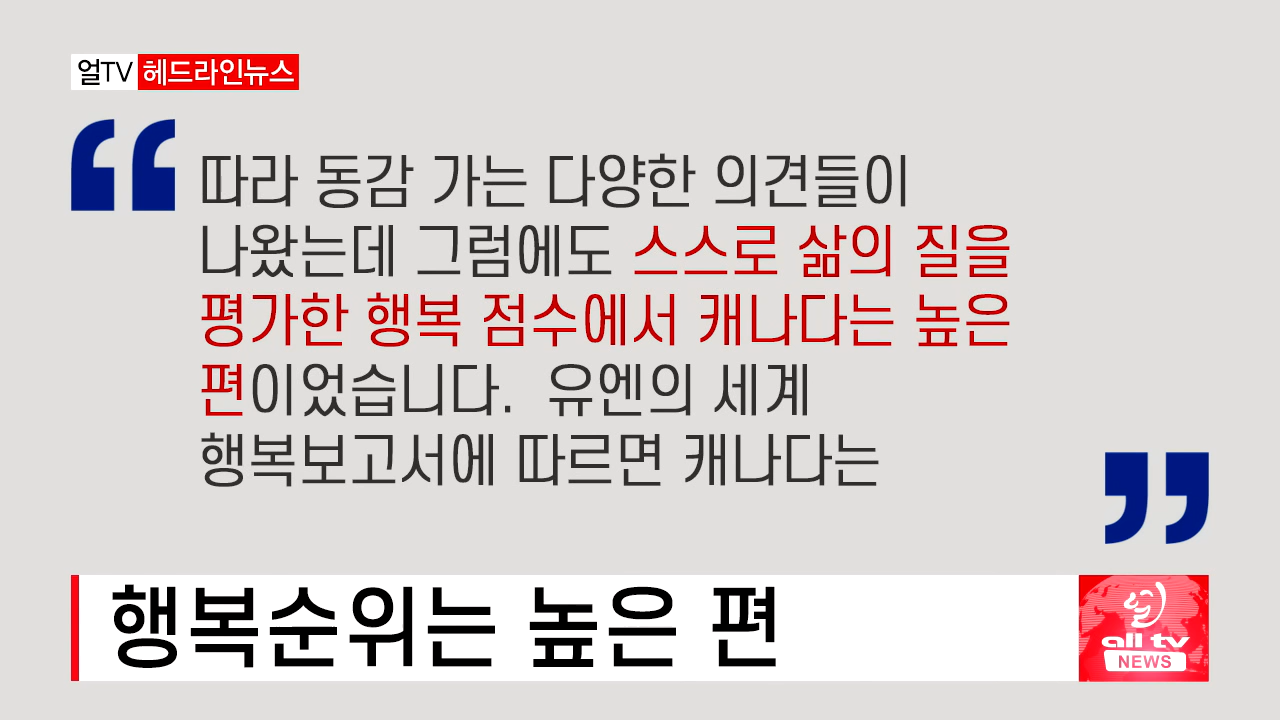 얼TV 헤드라인뉴스
“
따라 동감 가는 다양한 의견들이
나왔는데 그럼에도 스스로 삶의 질을
평가한 행복 점수에서 캐나다는 높은
편이었습니다. 유엔의 세계
행복보고서에 따르면 캐나다는
”
행복순위는 높은 편
all tv
NEWS